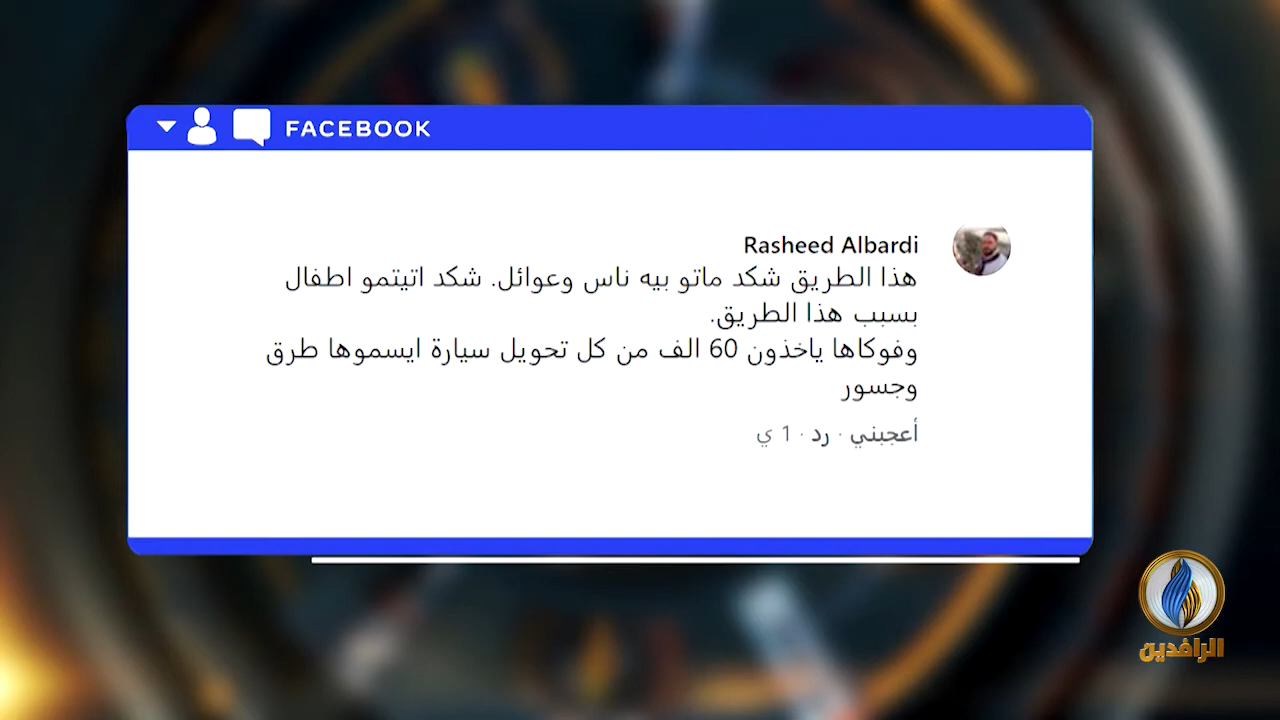 FACEBOOK
Rasheed Albardi
هذا الطريق شكد ماتو بيه ناس وعوائل. شكد اتيتمو اطفال
بسبب هذا الطريق.
وفوكاها ياخذون 60 الف من كل تحويل سيارة ايسموها طرق
وجسور
أعجبني · رد · 1 ي
الرافدين